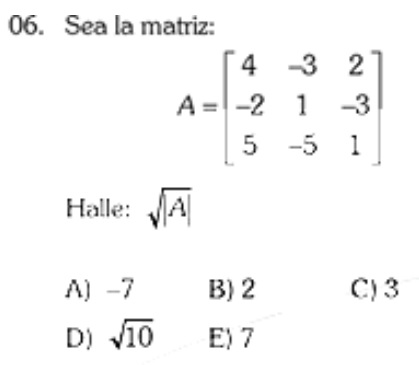 06. Sea la matriz:
4 -3 2
A = -2 1 -3
5 -5 1
Halle: √|A|
A) -7 B) 2 C) 3
D) √10 E) 7